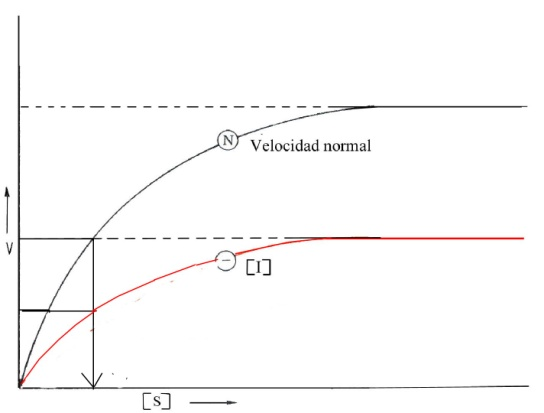 N
Velocidad normal
V
−
[I]
[S]